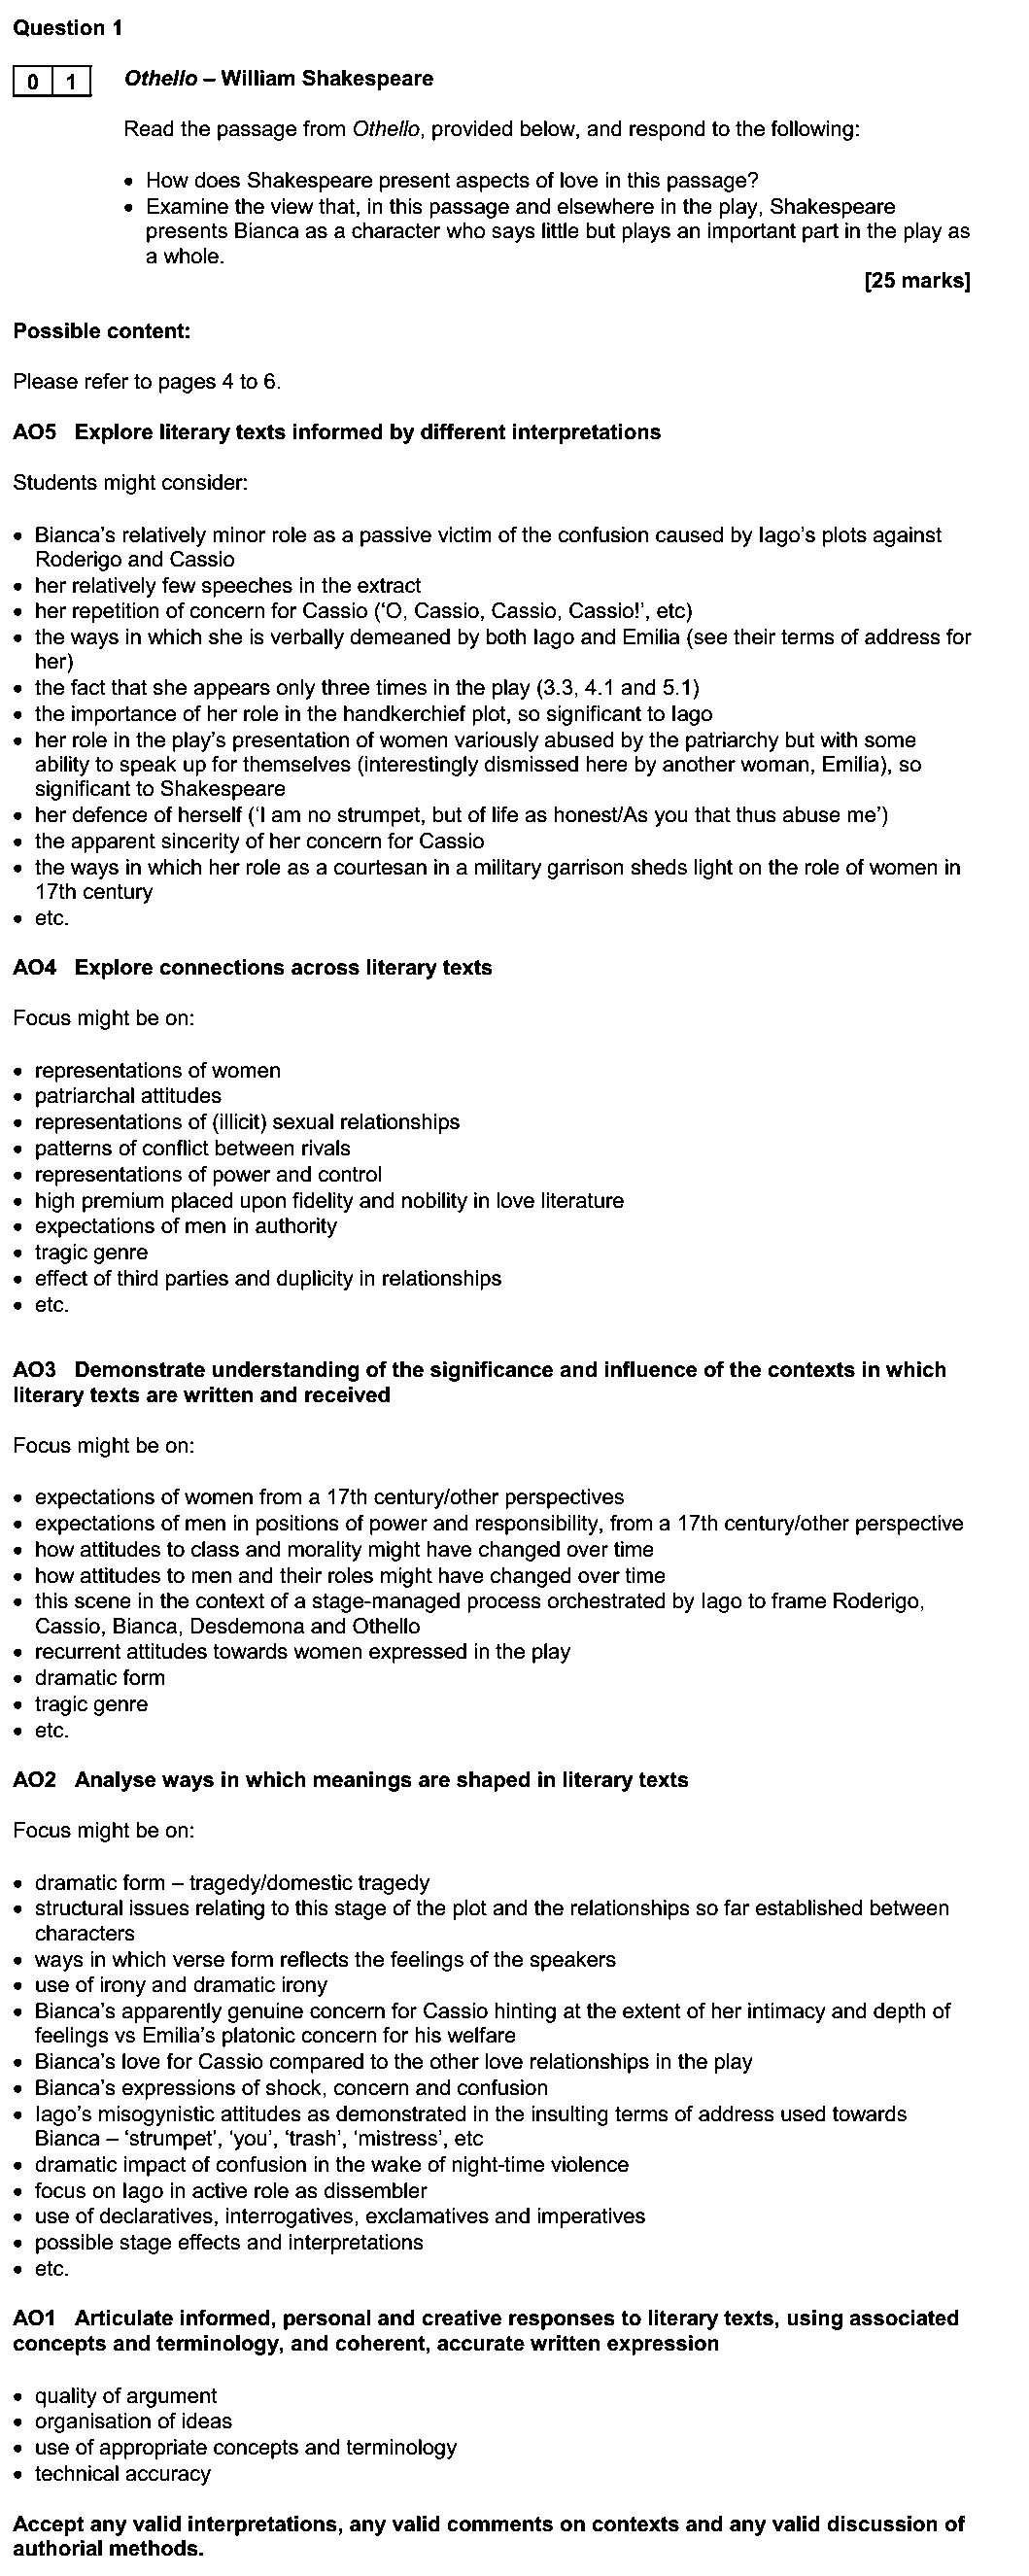 Question 1
0 1 Othello – William Shakespeare
Read the passage from Othello, provided below, and respond to the following:
• How does Shakespeare present aspects of love in this passage?
• Examine the view that, in this passage and elsewhere in the play, Shakespeare
presents Bianca as a character who says little but plays an important part in the play as
a whole.
[25 marks]
Possible content:
Please refer to pages 4 to 6.
AO5 Explore literary texts informed by different interpretations
Students might consider:
• Bianca's relatively minor role as a passive victim of the confusion caused by Iago's plots against
Roderigo and Cassio
• her relatively few speeches in the extract
• her repetition of concern for Cassio ('O, Cassio, Cassio, Cassio!', etc)
• the ways in which she is verbally demeaned by both Iago and Emilia (see their terms of address for
her)
• the fact that she appears only three times in the play (3.3, 4.1 and 5.1)
• the importance of her role in the handkerchief plot, so significant to Iago
• her role in the play's presentation of women variously abused by the patriarchy but with some
ability to speak up for themselves (interestingly dismissed here by another woman, Emilia), so
significant to Shakespeare
• her defence of herself ('I am no strumpet, but of life as honest/As you that thus abuse me')
• the apparent sincerity of her concern for Cassio
• the ways in which her role as a courtesan in a military garrison sheds light on the role of women in
17th century
• etc.
AO4 Explore connections across literary texts
Focus might be on:
• representations of women
• patriarchal attitudes
• representations of (illicit) sexual relationships
• patterns of conflict between rivals
• representations of power and control
• high premium placed upon fidelity and nobility in love literature
• expectations of men in authority
• tragic genre
• effect of third parties and duplicity in relationships
• etc.
AO3 Demonstrate understanding of the significance and influence of the contexts in which
literary texts are written and received
Focus might be on:
• expectations of women from a 17th century/other perspectives
• expectations of men in positions of power and responsibility, from a 17th century/other perspective
• how attitudes to class and morality might have changed over time
• how attitudes to men and their roles might have changed over time
• this scene in the context of a stage-managed process orchestrated by Iago to frame Roderigo,
Cassio, Bianca, Desdemona and Othello
• recurrent attitudes towards women expressed in the play
• dramatic form
• tragic genre
• etc.
AO2 Analyse ways in which meanings are shaped in literary texts
Focus might be on:
• dramatic form – tragedy/domestic tragedy
• structural issues relating to this stage of the plot and the relationships so far established between
characters
• ways in which verse form reflects the feelings of the speakers
• use of irony and dramatic irony
• Bianca's apparently genuine concern for Cassio hinting at the extent of her intimacy and depth of
feelings vs Emilia's platonic concern for his welfare
• Bianca's love for Cassio compared to the other love relationships in the play
• Bianca's expressions of shock, concern and confusion
• Iago's misogynistic attitudes as demonstrated in the insulting terms of address used towards
Bianca – 'strumpet', 'you', 'trash', 'mistress', etc
• dramatic impact of confusion in the wake of night-time violence
• focus on Iago in active role as dissembler
• use of declaratives, interrogatives, exclamatives and imperatives
• possible stage effects and interpretations
• etc.
AO1 Articulate informed, personal and creative responses to literary texts, using associated
concepts and terminology, and coherent, accurate written expression
• quality of argument
• organisation of ideas
• use of appropriate concepts and terminology
• technical accuracy
Accept any valid interpretations, any valid comments on contexts and any valid discussion of
authorial methods.